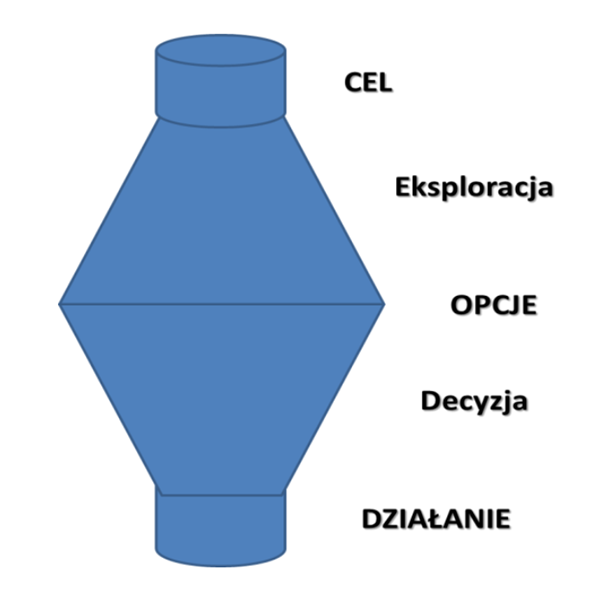 CEL
Eksploracja
OPCJE
Decyzja
DZIAŁANIE